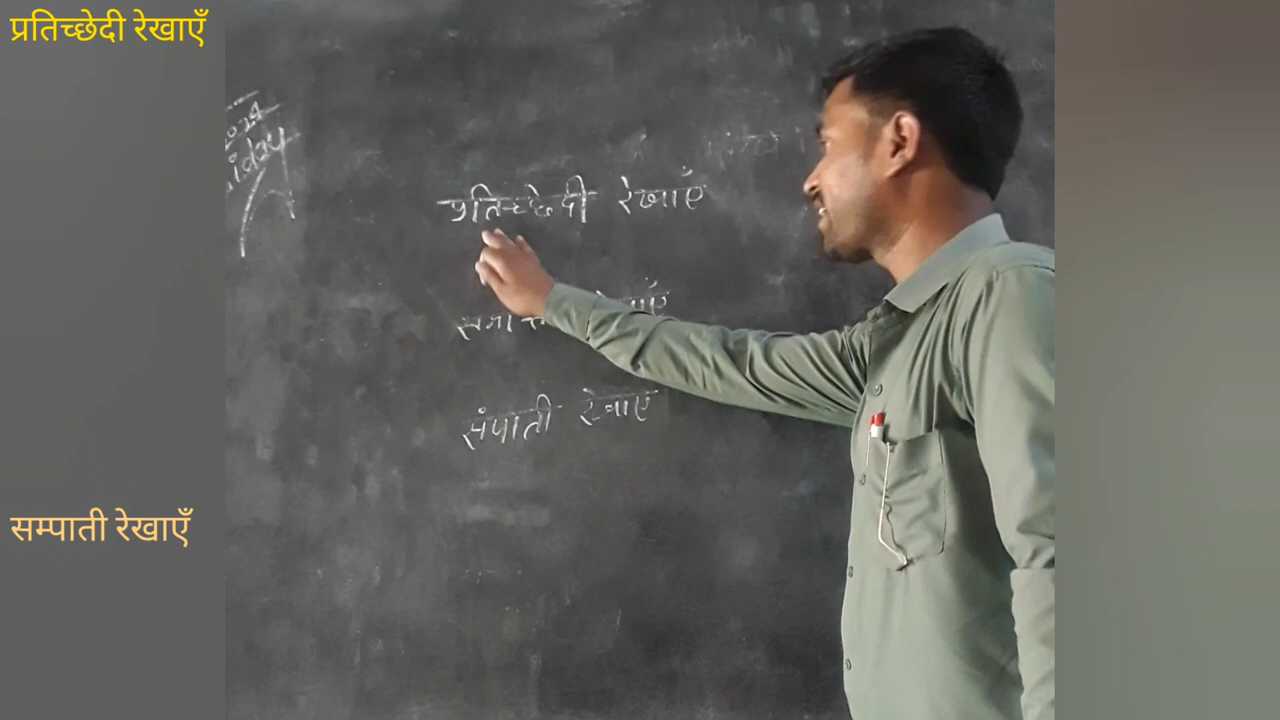 प्रतिच्छेदी रेखाएँ
प्रतिच्छेदी रेखाएँ
रेखाएँ
संपाती रेखाएँ
सम्पाती रेखाएँ